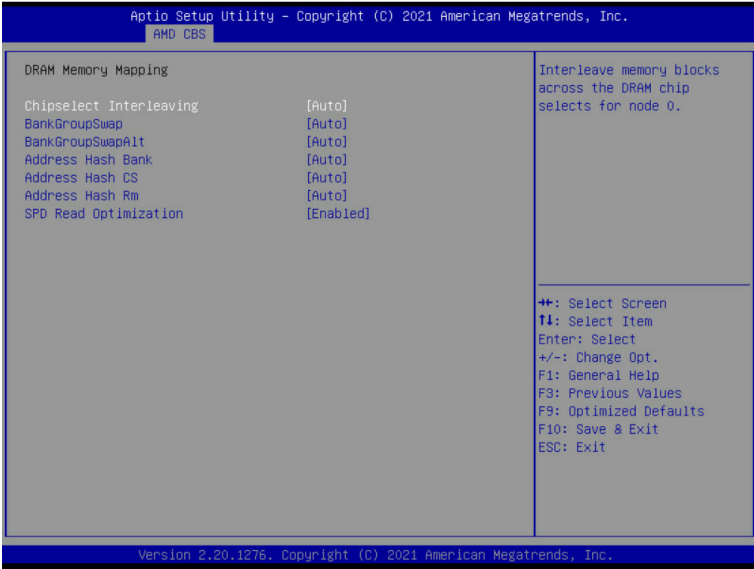 Aptio Setup Utility – Copyright (C) 2021 American Megatrends, Inc.
AMD CBS
DRAM Memory Mapping
Chipselect Interleaving [Auto]
BankGroupSwap [Auto]
BankGroupSwapAlt [Auto]
Address Hash Bank [Auto]
Address Hash CS [Auto]
Address Hash Rm [Auto]
SPD Read Optimization [Enabled]
Interleave memory blocks
across the DRAM chip
selects for node 0.
→←: Select Screen
↑↓: Select Item
Enter: Select
+/-: Change Opt.
F1: General Help
F3: Previous Values
F9: Optimized Defaults
F10: Save & Exit
ESC: Exit
Version 2.20.1276. Copyright (C) 2021 American Megatrends, Inc.